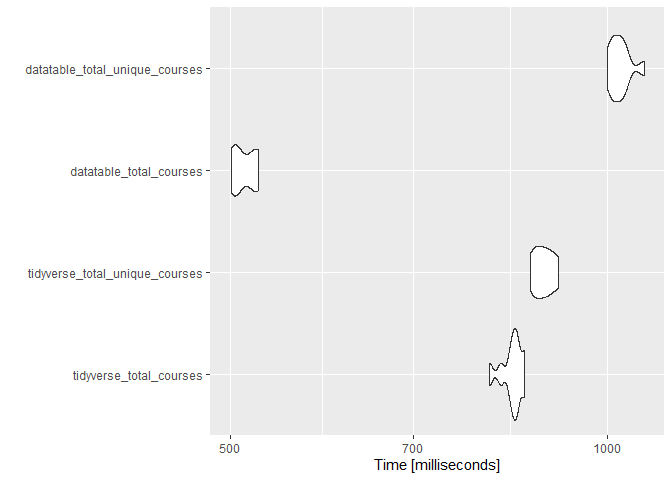 datatable_total_unique_courses
datatable_total_courses
tidyverse_total_unique_courses
tidyverse_total_courses
500 700 1000
Time [milliseconds]